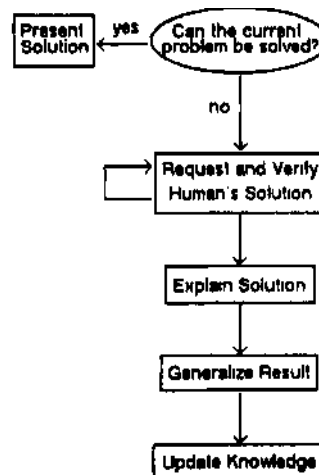 Present
Solution
yes
Can the current
problem be solved?
no
Request and Verify
Human's Solution
Explain Solution
Generalize Result
Update Knowledge